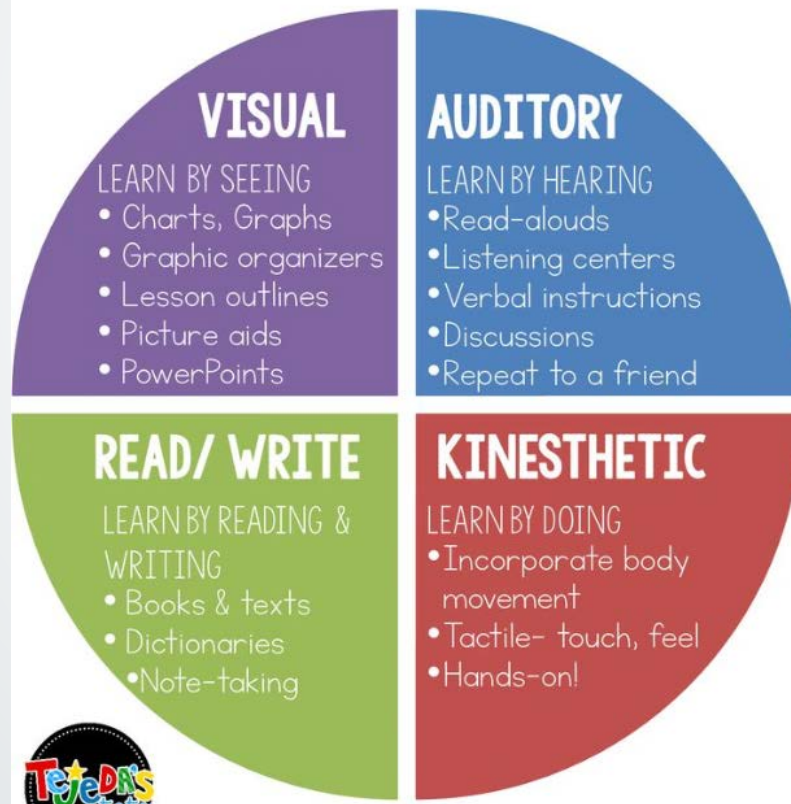 VISUAL
LEARN BY SEEING
• Charts, Graphs
• Graphic organizers
• Lesson outlines
• Picture aids
• PowerPoints
AUDITORY
LEARN BY HEARING
•Read-alouds
•Listening centers
•Verbal instructions
•Discussions
•Repeat to a friend
READ/ WRITE
LEARN BY READING &
WRITING
• Books & texts
• Dictionaries
•Note-taking
KINESTHETIC
LEARN BY DOING
•Incorporate body
movement
•Tactile- touch, feel
•Hands-on!
TEJEDA'S